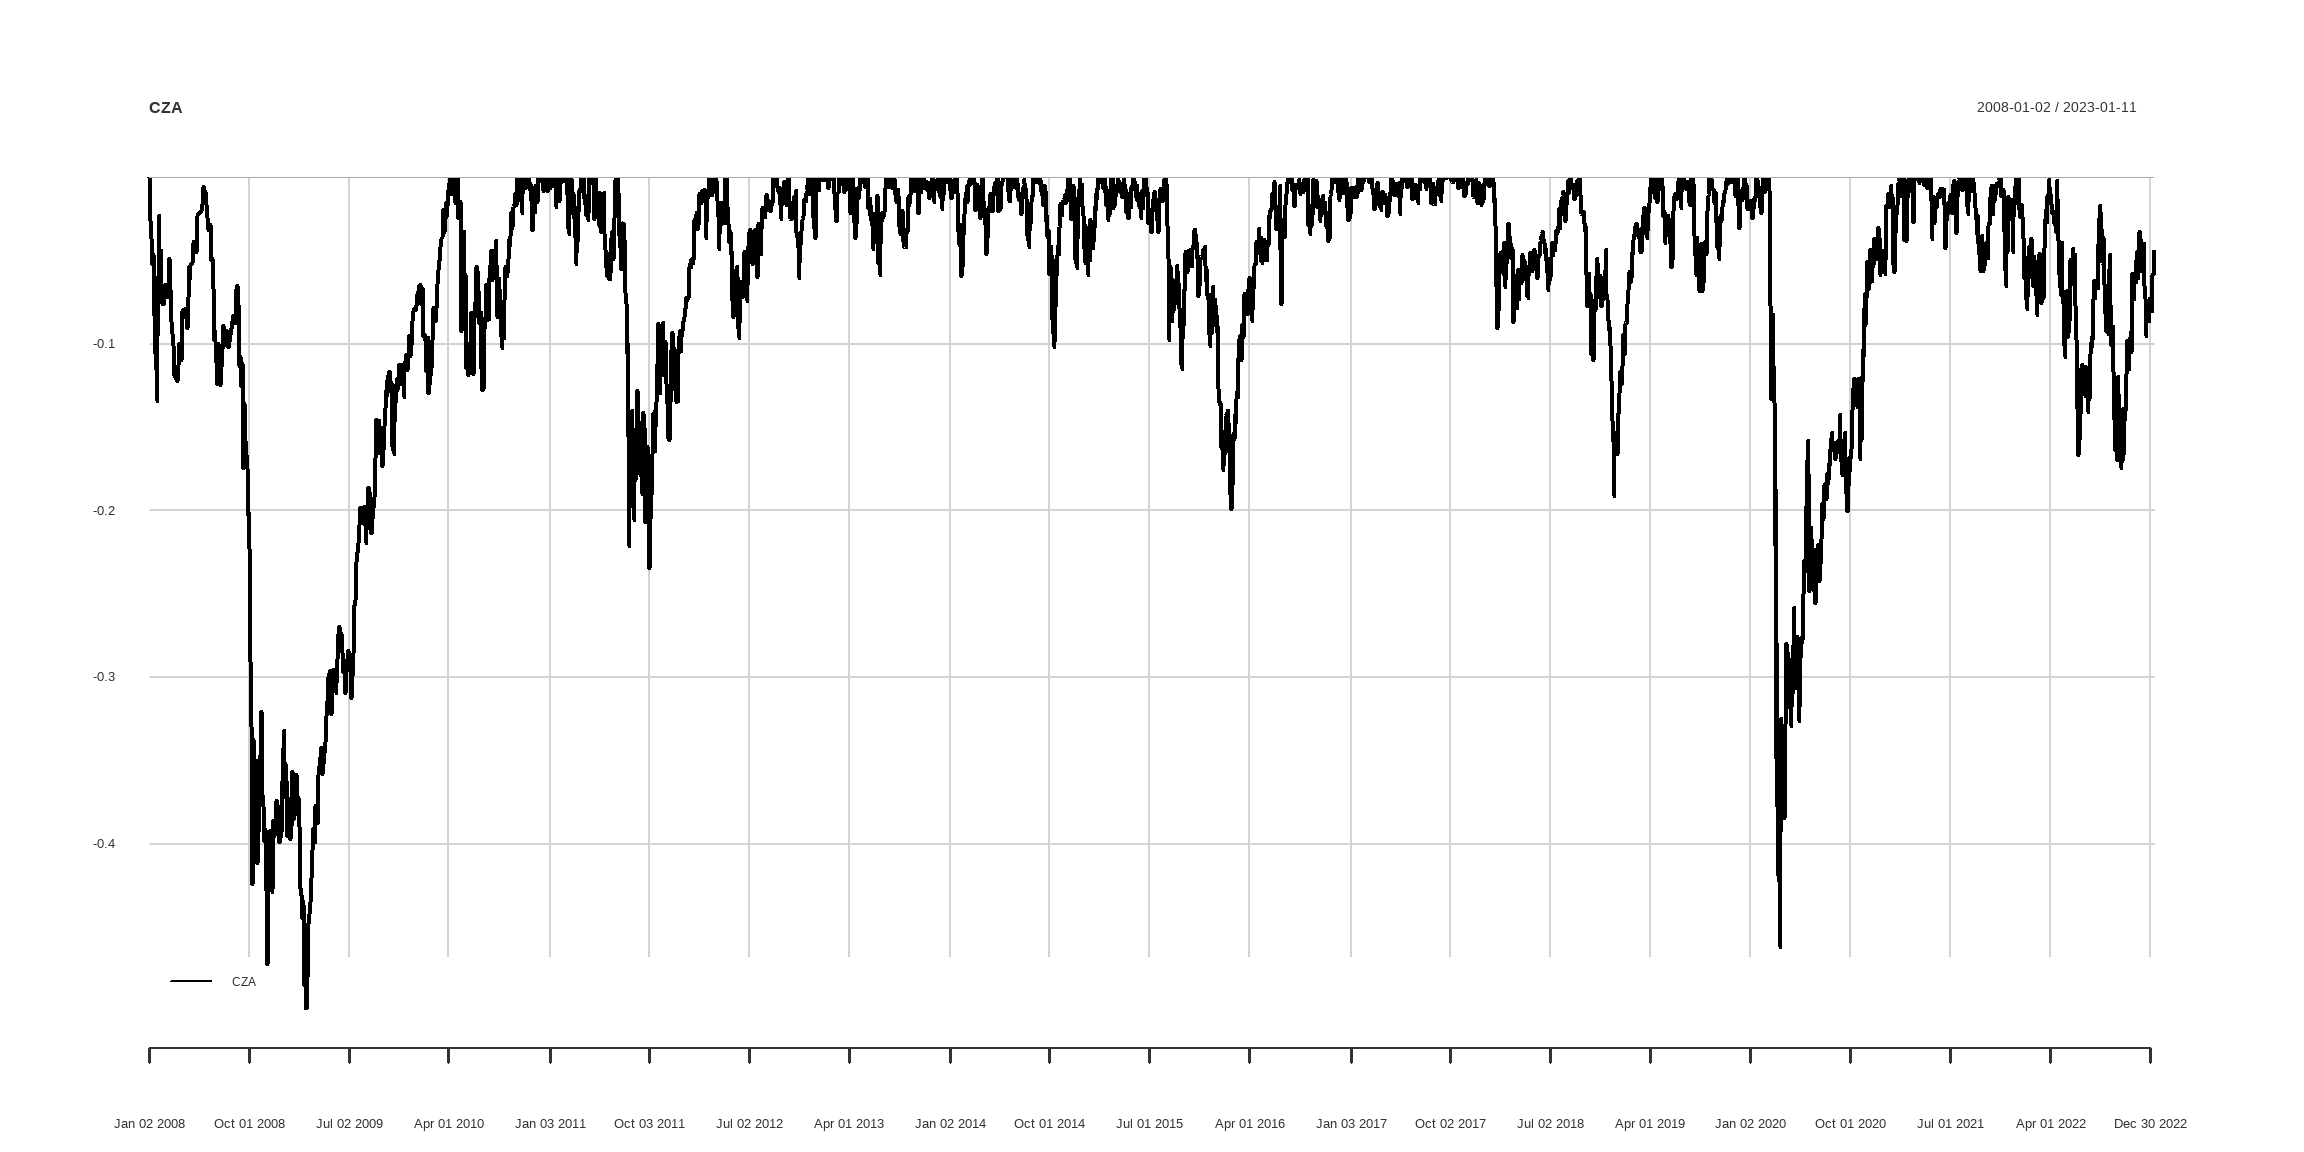 CZA
2008-01-02 / 2023-01-11
-0.1
-0.2
-0.3
-0.4
CZA
Jan 02 2008 Oct 01 2008 Jul 02 2009 Apr 01 2010 Jan 03 2011 Oct 03 2011 Jul 02 2012 Apr 01 2013 Jan 02 2014 Oct 01 2014 Jul 01 2015 Apr 01 2016 Jan 03 2017 Oct 02 2017 Jul 02 2018 Apr 01 2019 Jan 02 2020 Oct 01 2020 Jul 01 2021 Apr 01 2022 Dec 30 2022